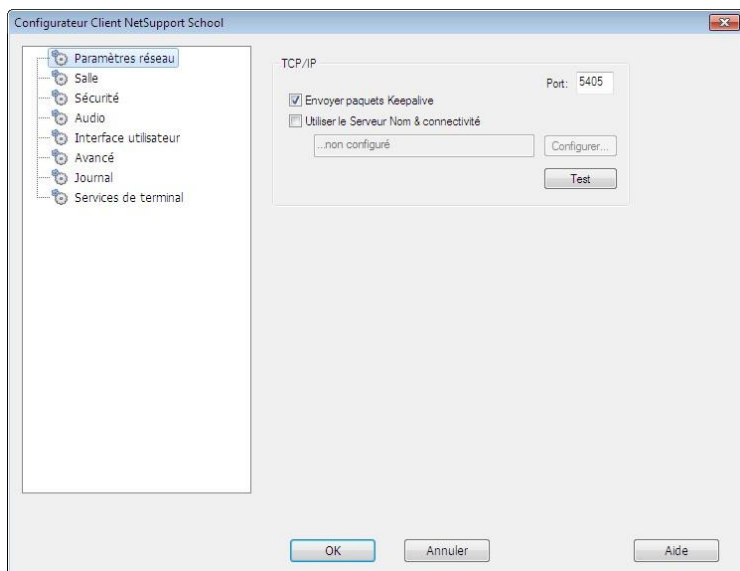 Configurateur Client NetSupport School
Paramètres réseau
Salle
Sécurité
Audio
Interface utilisateur
Avancé
Journal
Services de terminal
TCP/IP
Port: 5405
Envoyer paquets Keepalive
Utiliser le Serveur Nom & connectivité
...non configuré
Configurer...
Test
OK
Annuler
Aide